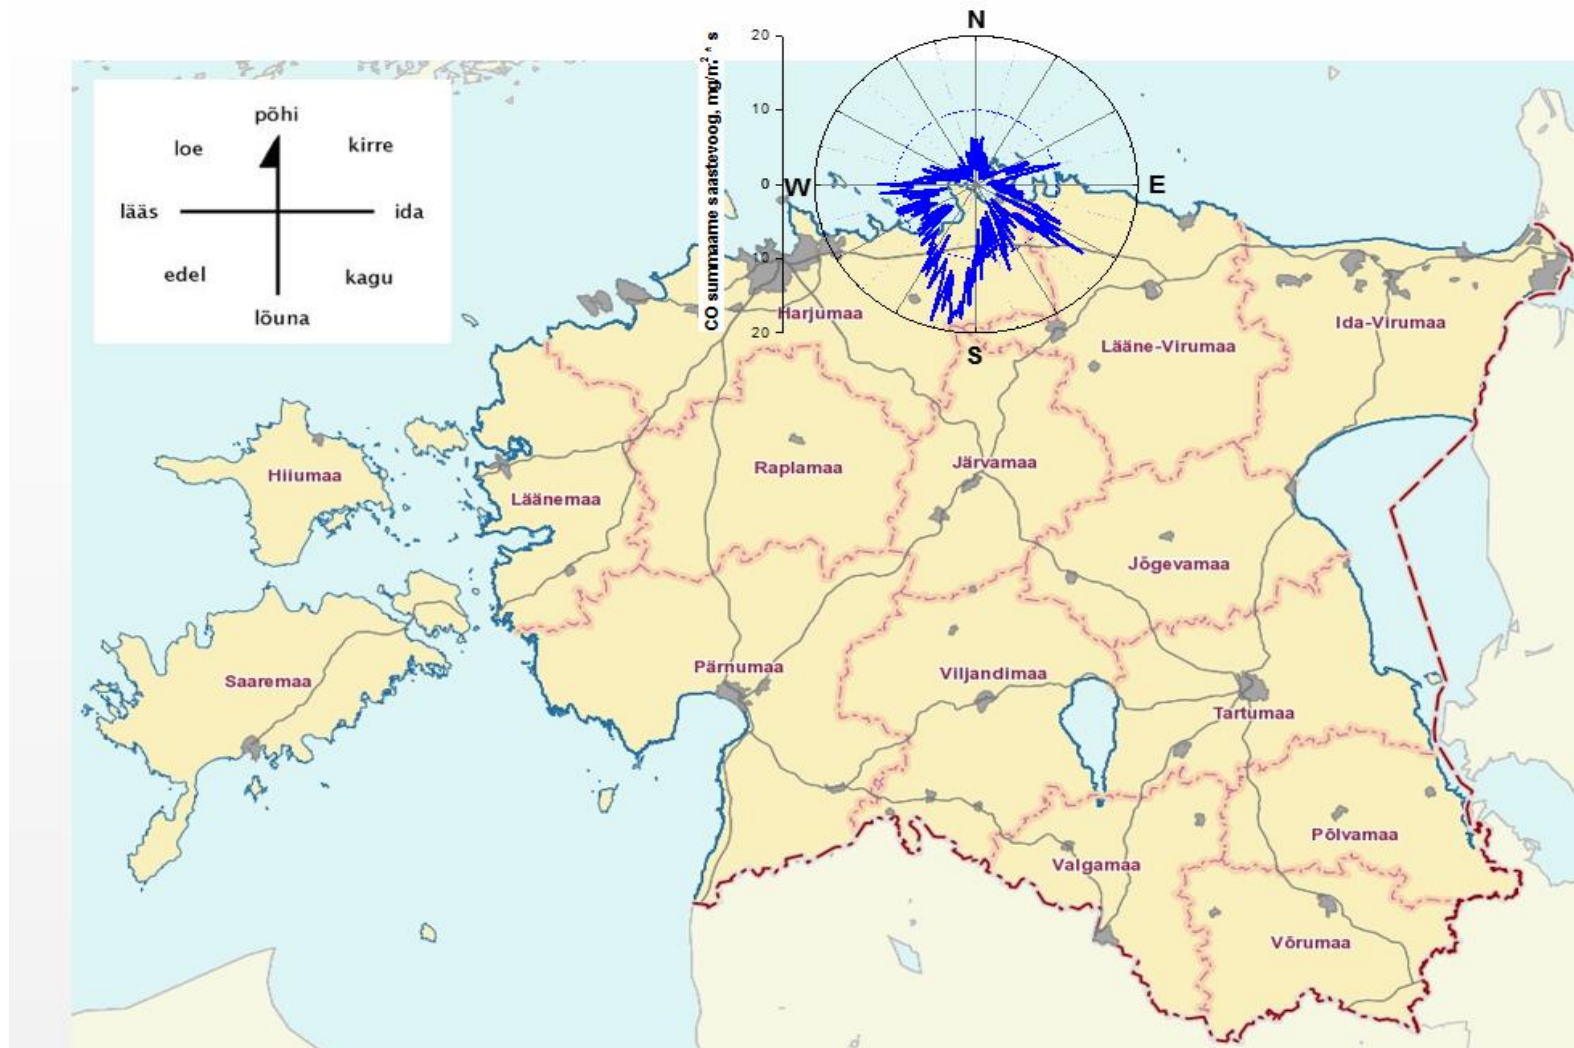 N
20
10
0
10
20
CO summaarne saastevoog, mg/m² * s
W
E
S
põhi
loe
kirre
lääs
ida
edel
kagu
lõuna
Harjumaa
Ida-Virumaa
Lääne-Virumaa
Hiiumaa
Läänemaa
Raplamaa
Järvamaa
Jõgevamaa
Saaremaa
Pärnumaa
Viljandimaa
Tartumaa
Põlvamaa
Valgamaa
Võrumaa